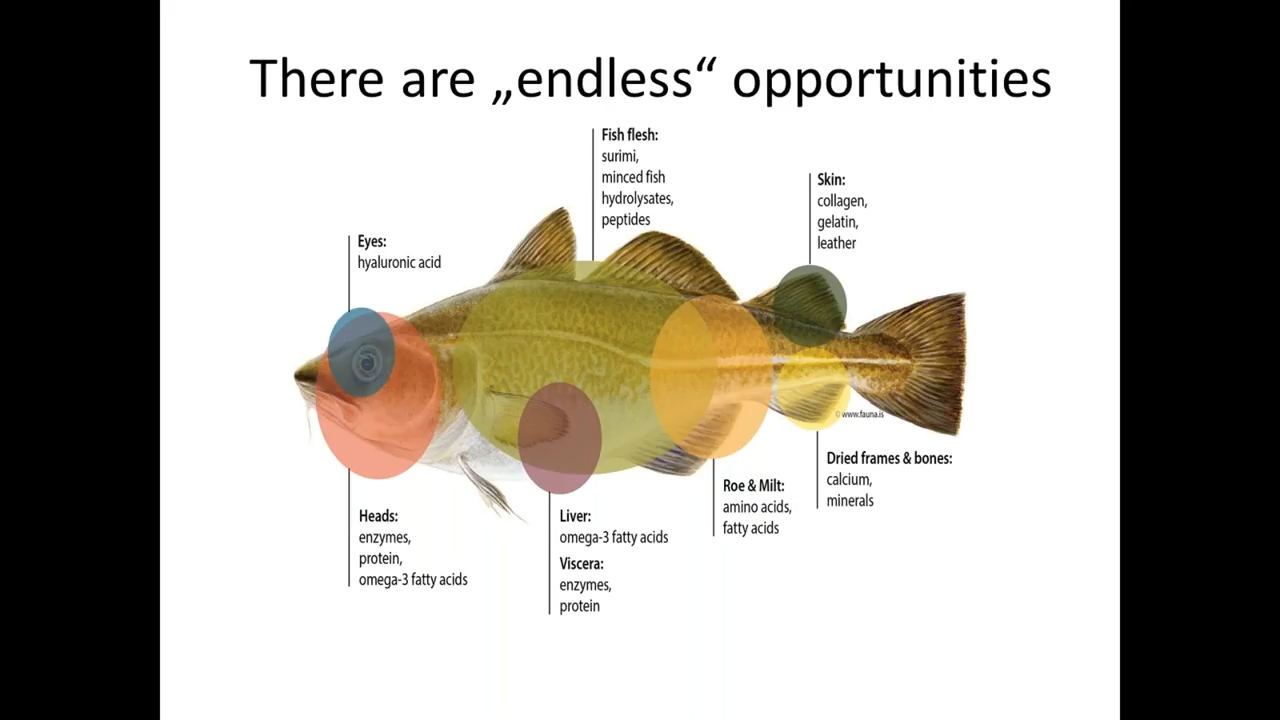 There are „endless“ opportunities
Fish flesh:
surimi,
minced fish
hydrolysates,
peptides
Skin:
collagen,
gelatin,
leather
Eyes:
hyaluronic acid
© www.fauna.is
Dried frames & bones:
calcium,
minerals
Roe & Milt:
amino acids,
fatty acids
Heads:
enzymes,
protein,
omega-3 fatty acids
Liver:
omega-3 fatty acids
Viscera:
enzymes,
protein